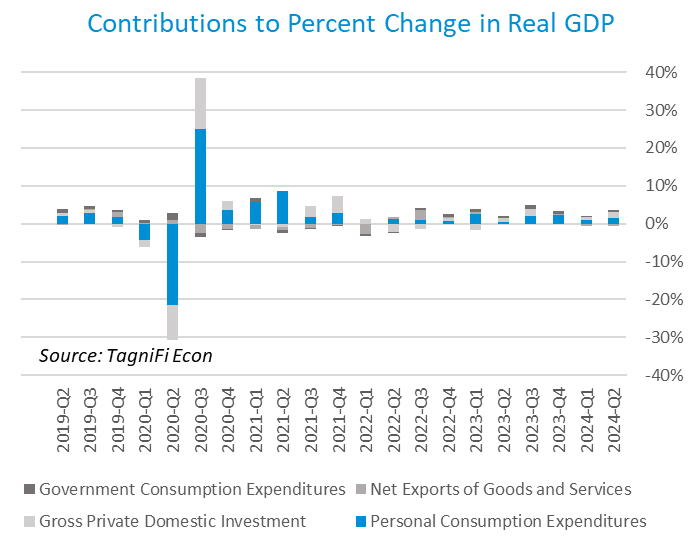 Contributions to Percent Change in Real GDP
40%
30%
20%
10%
0%
-10%
-20%
-30%
-40%
Source: TagniFi Econ
2019-Q2
2019-Q3
2019-Q4
2020-Q1
2020-Q2
2020-Q3
2020-Q4
2021-Q1
2021-Q2
2021-Q3
2021-Q4
2022-Q1
2022-Q2
2022-Q3
2022-Q4
2023-Q1
2023-Q2
2023-Q3
2023-Q4
2024-Q1
2024-Q2
Government Consumption Expenditures
Net Exports of Goods and Services
Gross Private Domestic Investment
Personal Consumption Expenditures